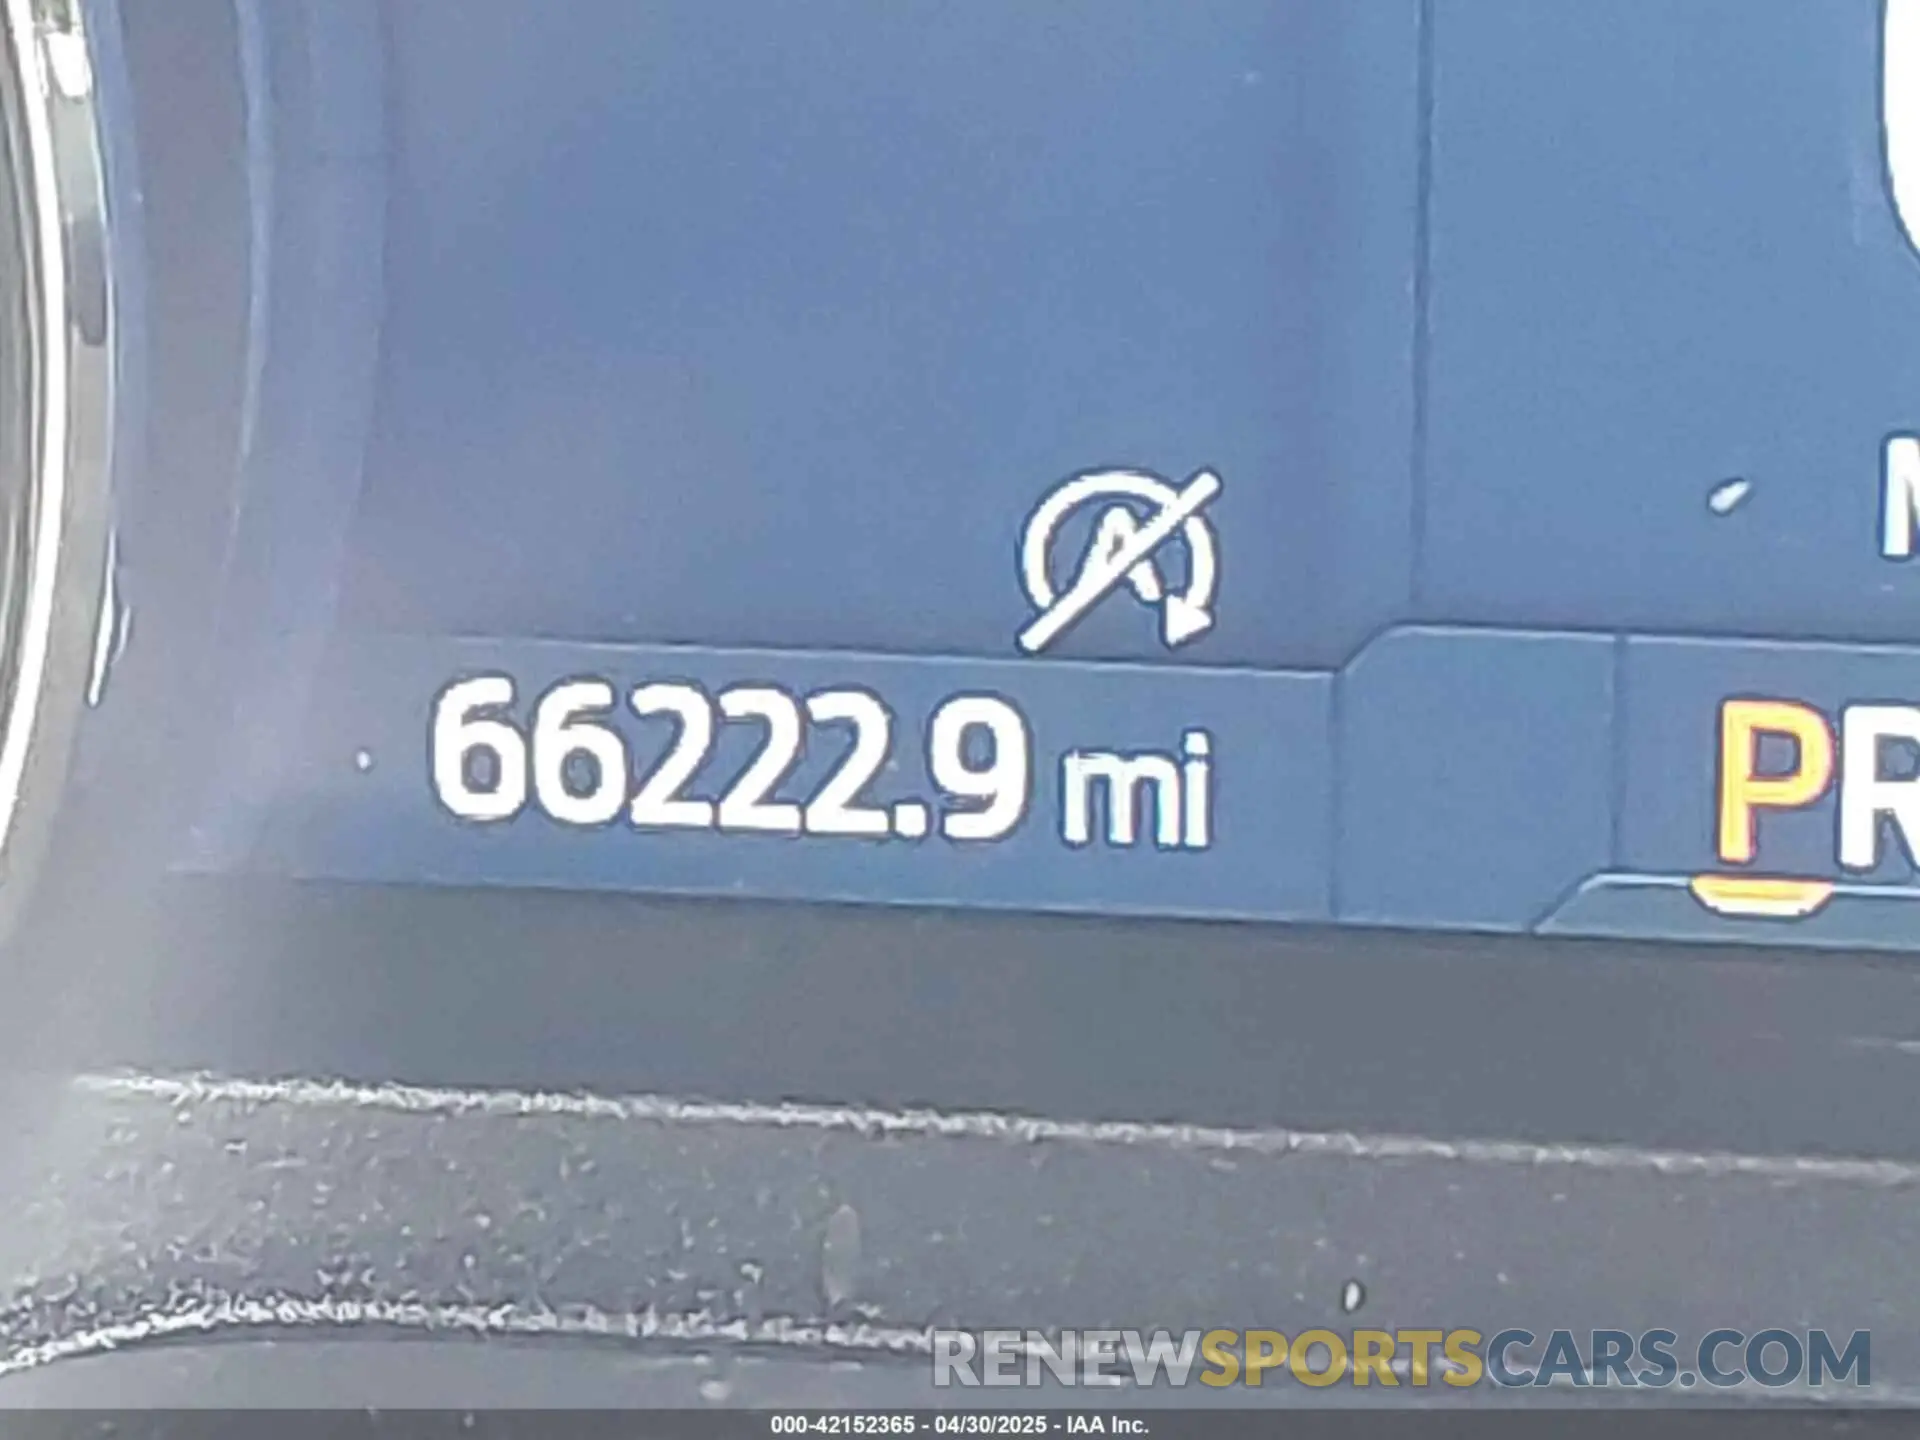 M
66222.9 mi
PR
RENEWSPORTSCARS.COM
000-42152365 - 04/30/2025 - IAA Inc.